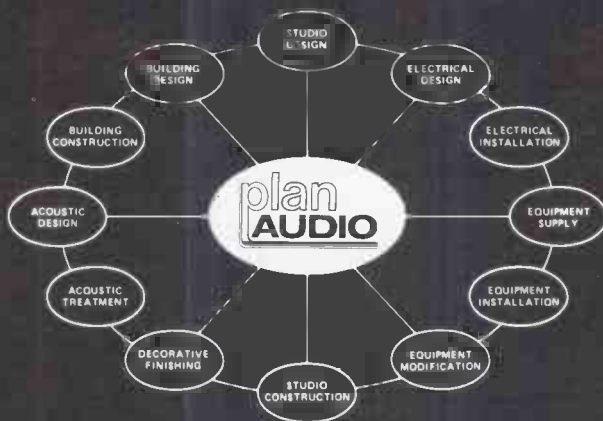 STUDIO
DESIGN
BUILDING
DESIGN
ELECTRICAL
DESIGN
BUILDING
CONSTRUCTION
ELECTRICAL
INSTALLATION
plan
AUDIO
ACOUSTIC
DESIGN
EQUIPMENT
SUPPLY
ACOUSTIC
TREATMENT
EQUIPMENT
INSTALLATION
DECORATIVE
FINISHING
EQUIPMENT
MODIFICATION
STUDIO
CONSTRUCTION